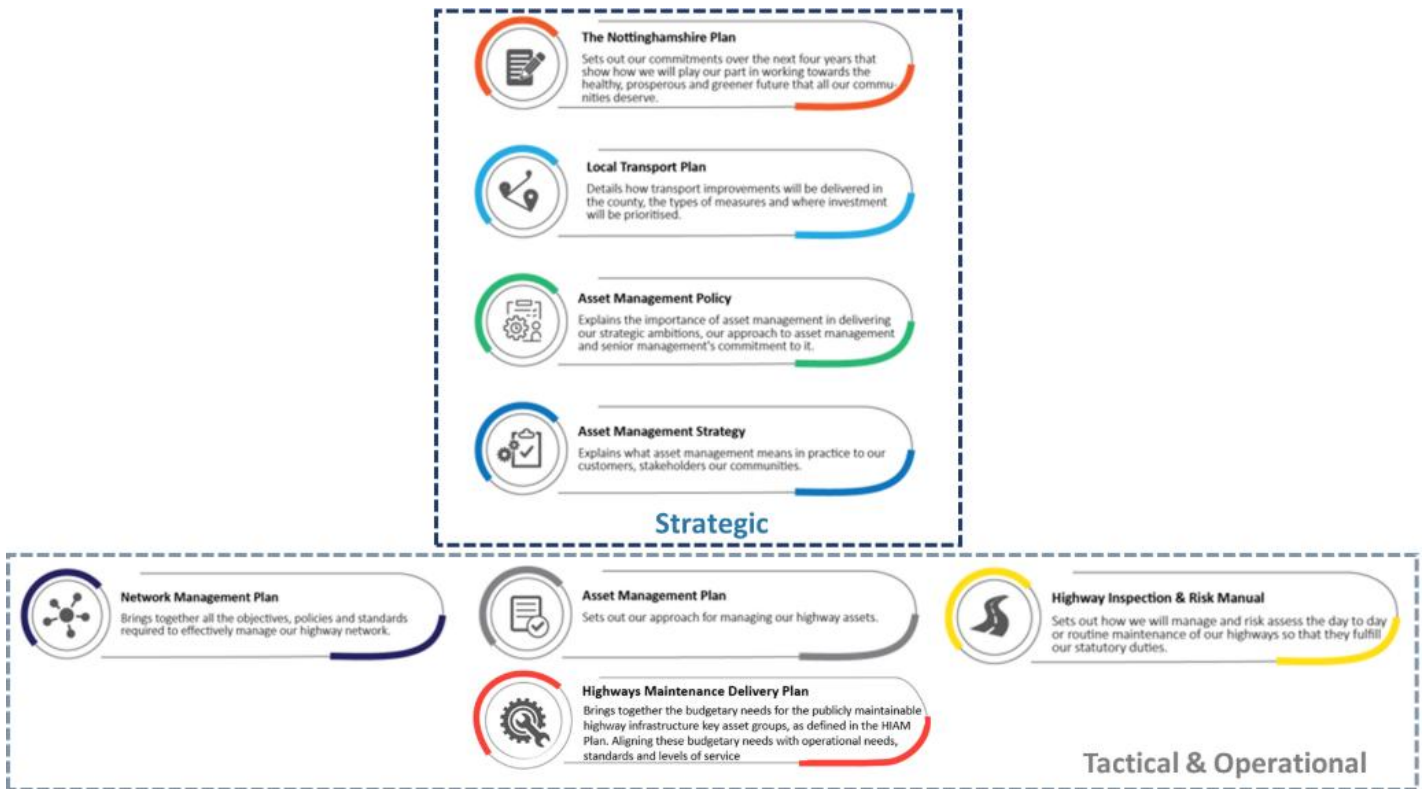 The Nottinghamshire Plan
Sets out our commitments over the next four years that
show how we will play our part in working towards the
healthy, prosperous and greener future that all our commu-
nities deserve.
Local Transport Plan
Details how transport improvements will be delivered in
the county, the types of measures and where investment
will be prioritised.
Asset Management Policy
Explains the importance of asset management in delivering
our strategic ambitions, our approach to asset management
and senior management's commitment to it.
Asset Management Strategy
Explains what asset management means in practice to our
customers, stakeholders our communities.
Strategic
Network Management Plan
Brings together all the objectives, policies and standards
required to effectively manage our highway network.
Asset Management Plan
Sets out our approach for managing our highway assets.
Highway Inspection & Risk Manual
Sets out how we will manage and risk assess the day to day
or routine maintenance of our highways so that they fulfill
our statutory duties.
Highways Maintenance Delivery Plan
Brings together the budgetary needs for the publicly maintainable
highway infrastructure key asset groups, as defined in the HIAM
Plan. Aligning these budgetary needs with operational needs,
standards and levels of service
Tactical & Operational